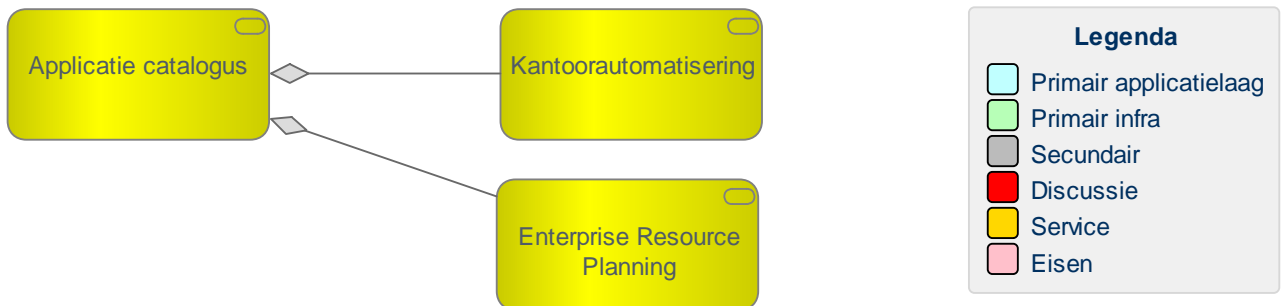 Applicatie catalogus
Kantoorautomatisering
Enterprise Resource
Planning
Legenda
Primair applicatielaag
Primair infra
Secundair
Discussie
Service
Eisen